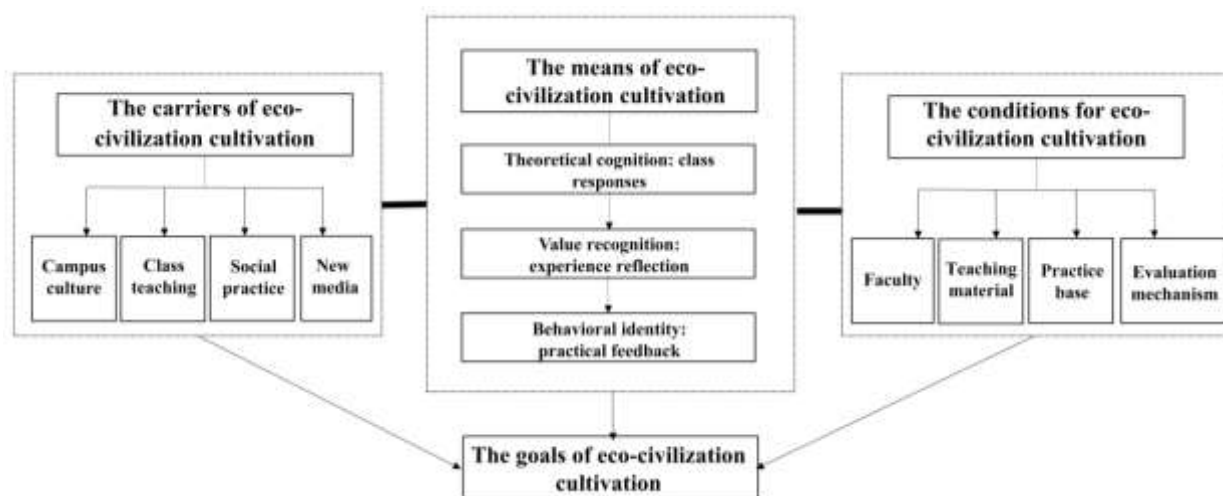 The carriers of eco-
civilization cultivation
Campus
culture
Class
teaching
Social
practice
New
media
The means of eco-
civilization cultivation
Theoretical cognition: class
responses
Value recognition:
experience reflection
Behavioral identity:
practical feedback
The conditions for eco-
civilization cultivation
Faculty
Teaching
material
Practice
base
Evaluation
mechanism
The goals of eco-civilization
cultivation